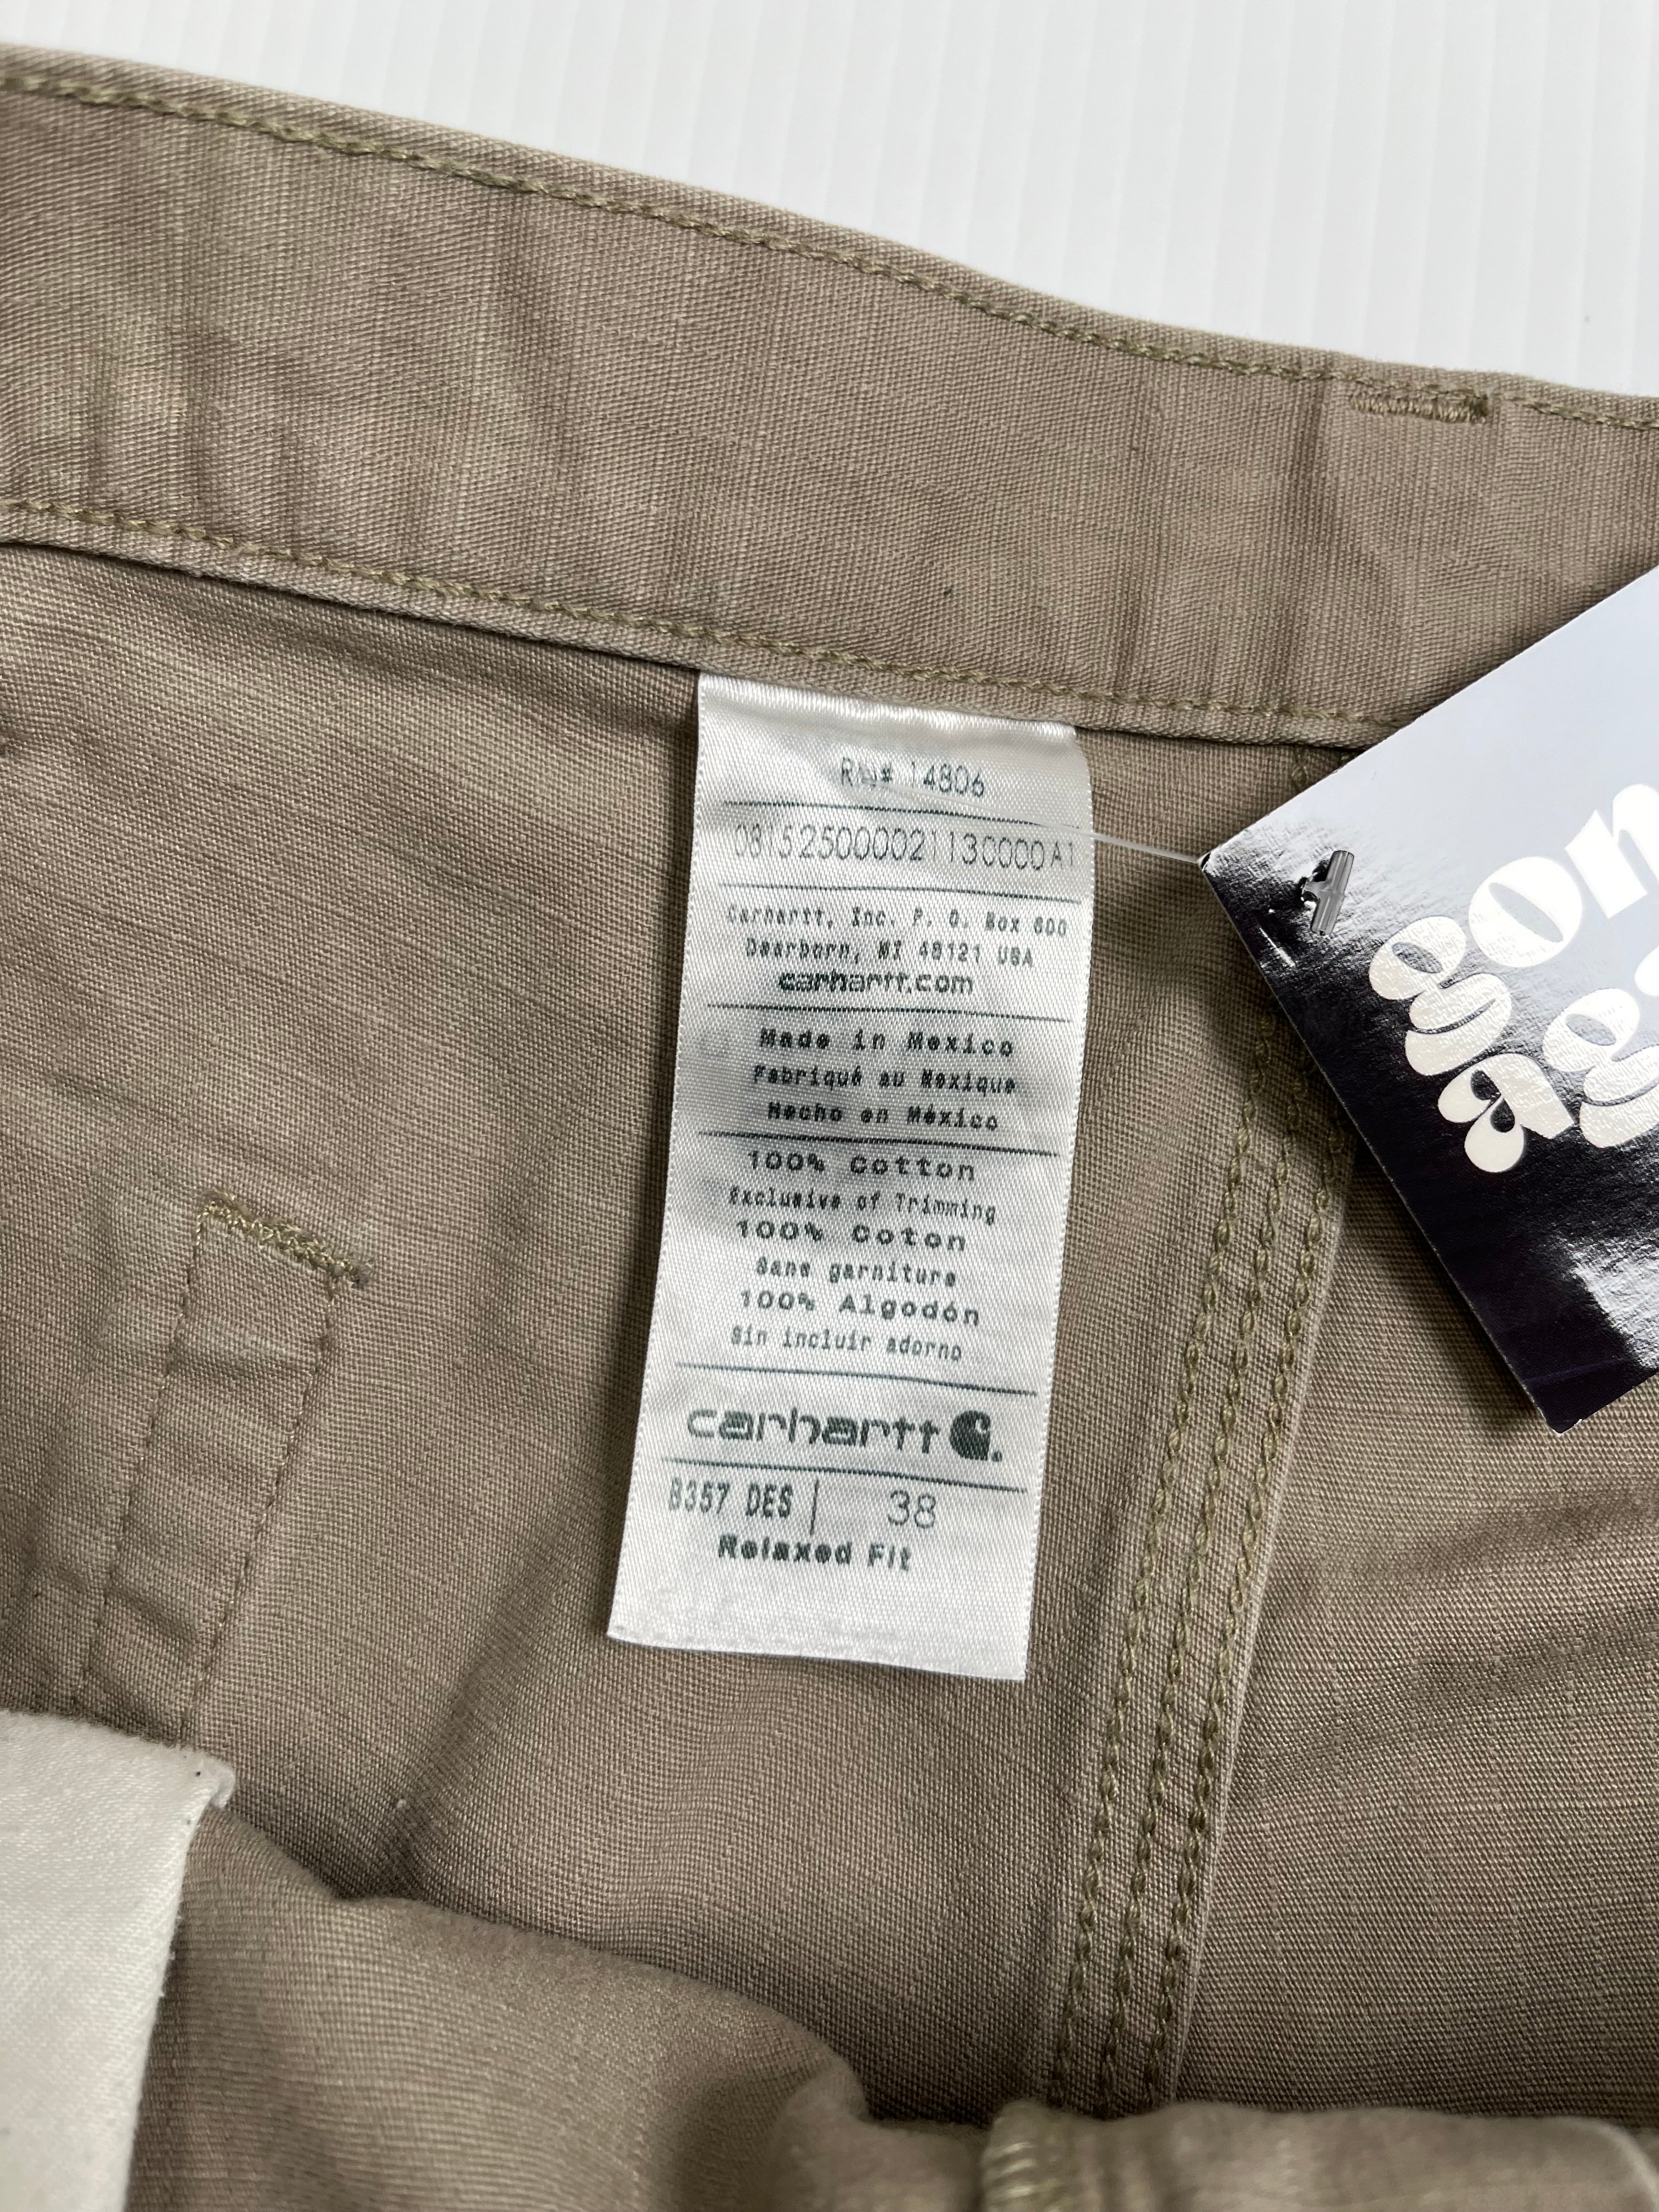 RN# 14806
08152500002113C000A1
Carhartt, Inc. P. O. Box 600
Dearborn, MI 48121 USA
carhartt.com
Made in Mexico
Fabriqué au Mexique
Hecho en México
100% Cotton
Exclusive of Trimming
100% Coton
Sans garniture
100% Algodón
Sin incluir adorno
carhartt
B357 DES | 38
Relaxed Fit